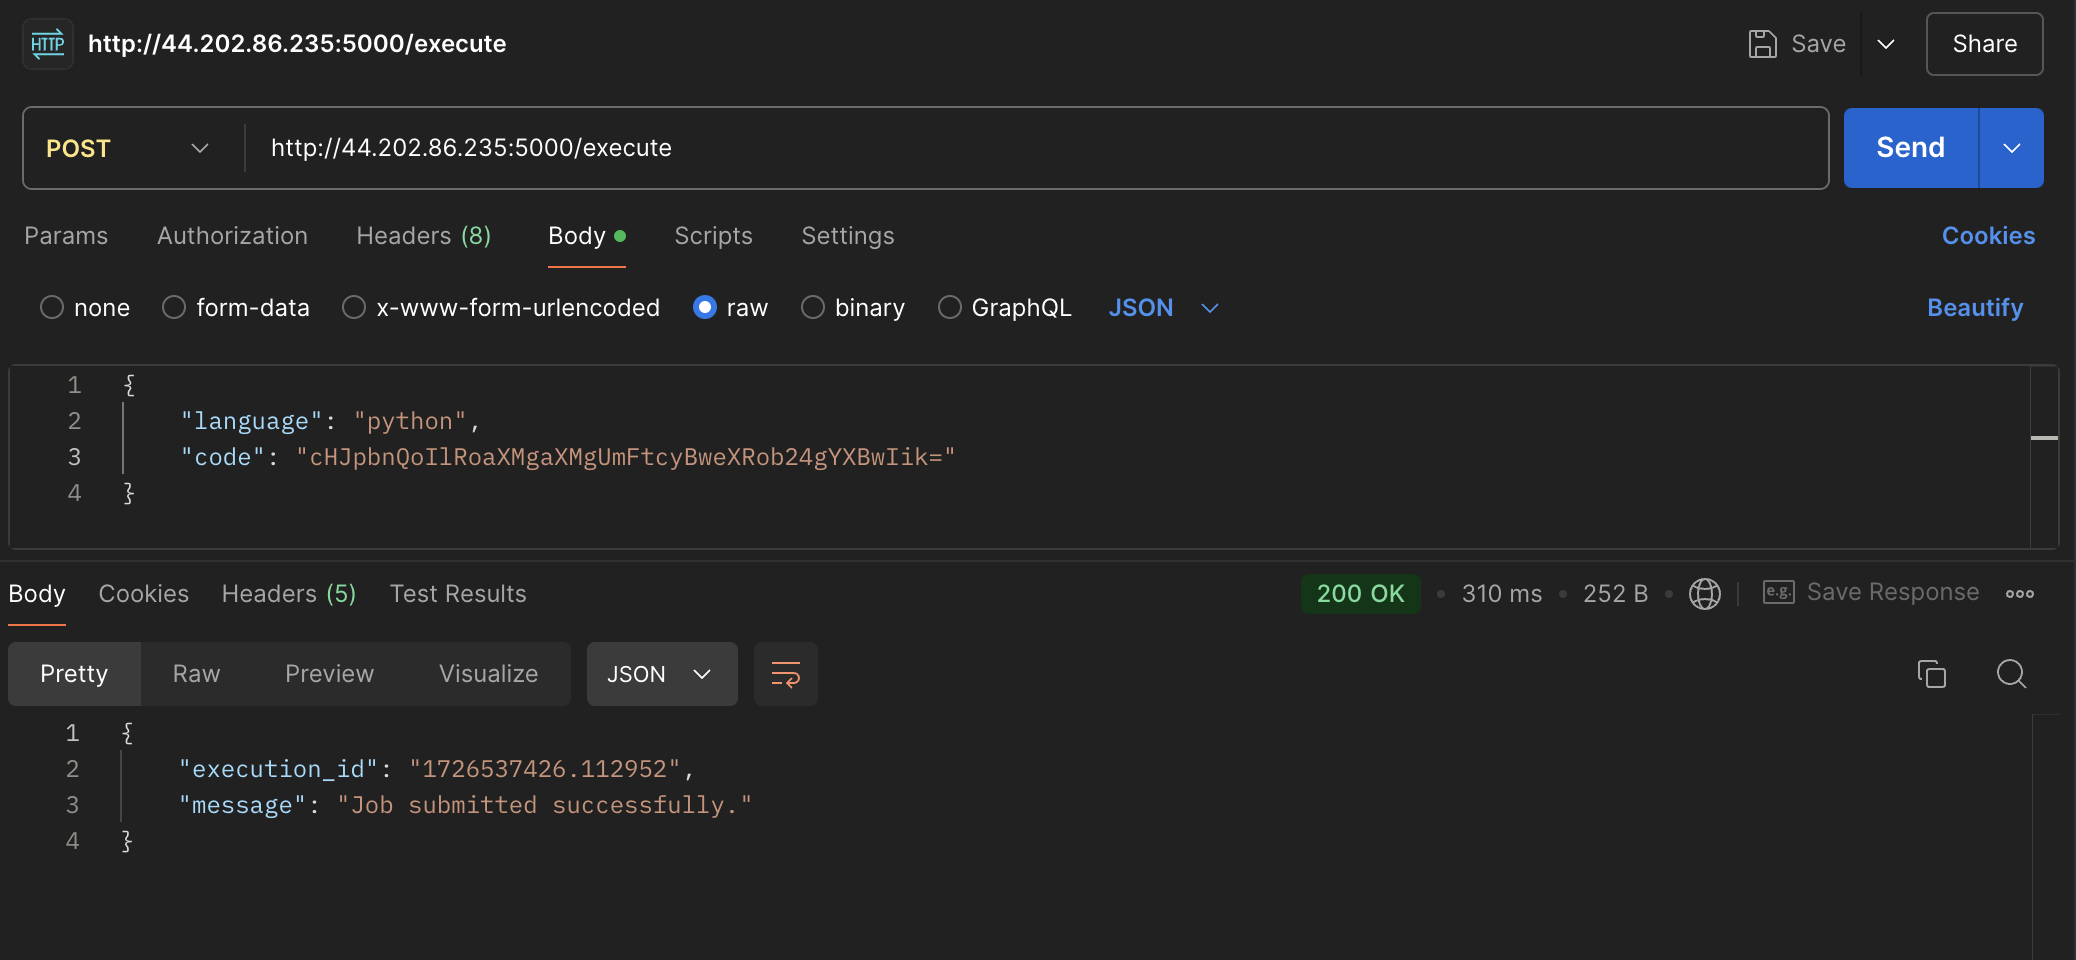 HTTP http://44.202.86.235:5000/execute Save Share
POST http://44.202.86.235:5000/execute Send
Params Authorization Headers (8) Body Scripts Settings Cookies
none form-data x-www-form-urlencoded raw binary GraphQL JSON Beautify
1 {
2 "language": "python",
3 "code": "cHJpbnQoIlRoaXMgaXMgUmFtcyBweXRob24gYXBwIik="
4 }
Body Cookies Headers (5) Test Results 200 OK • 310 ms • 252 B • e.g. Save Response
Pretty Raw Preview Visualize JSON
1 {
2 "execution_id": "1726537426.112952",
3 "message": "Job submitted successfully."
4 }